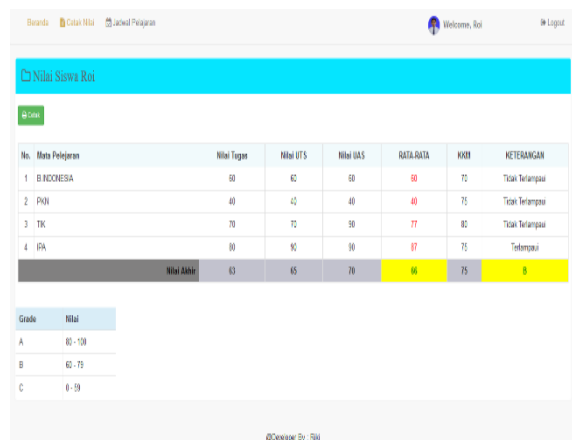 Beranda Cetak Nilai Jadwal Pelajaran Welcome, Roi Logout
Nilai Siswa Roi
Cetak
No. Mata Pelejaran Nilai Tugas Nilai UTS Nilai UAS RATA-RATA KKM KETERANGAN
1 B.INDONESIA 60 60 60 60 70 Tidak Terlampaui
2 PKN 40 40 40 40 75 Tidak Terlampaui
3 TIK 70 70 90 77 80 Tidak Terlampaui
4 IPA 80 90 90 87 75 Terlampaui
Nilai Akhir 63 65 70 66 75 B
Grade Nilai
A 80 - 100
B 60 - 79
C 0 - 59
@Developer By : Riki